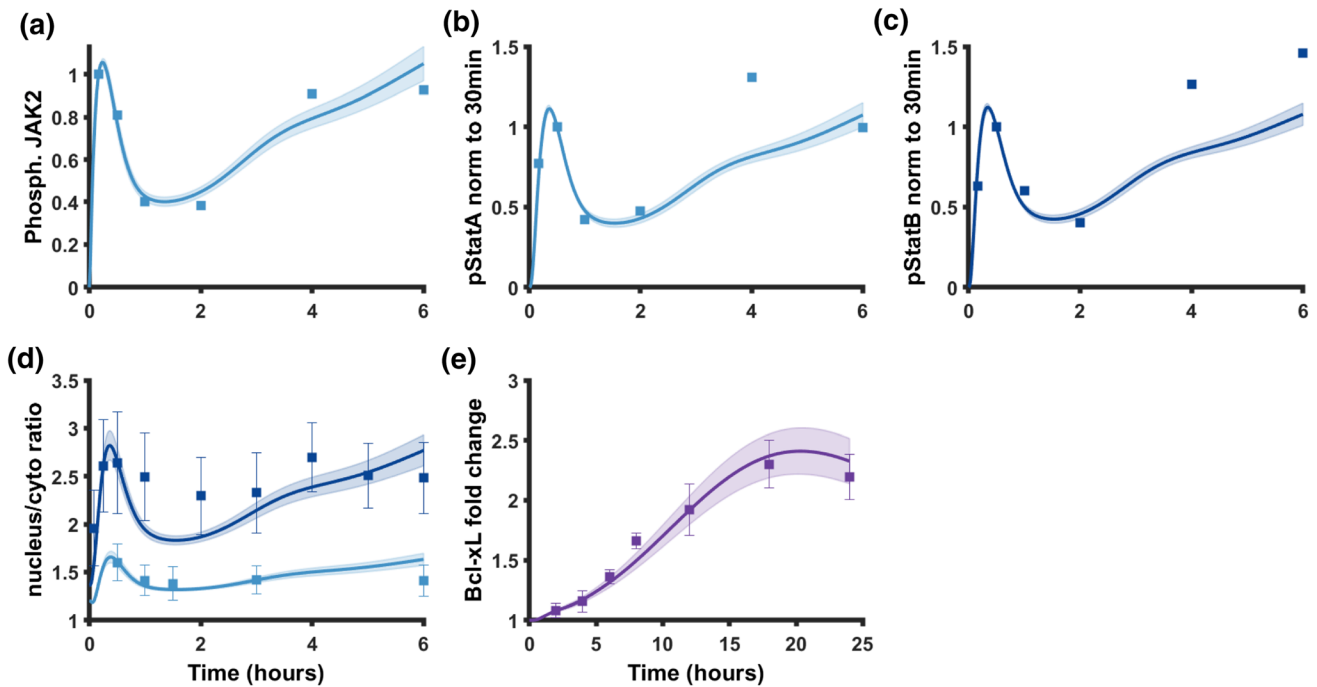 (a)
Phosph. JAK2
1
0.8
0.6
0.4
0.2
0
0 2 4 6
(b)
pStatA norm to 30min
1.5
1
0.5
0
0 2 4 6
(c)
pStatB norm to 30min
1.5
1
0.5
0
0 2 4 6
(d)
nucleus/cyto ratio
3.5
3
2.5
2
1.5
1
0 2 4 6
Time (hours)
(e)
Bcl-xL fold change
3
2.5
2
1.5
1
0 5 10 15 20 25
Time (hours)